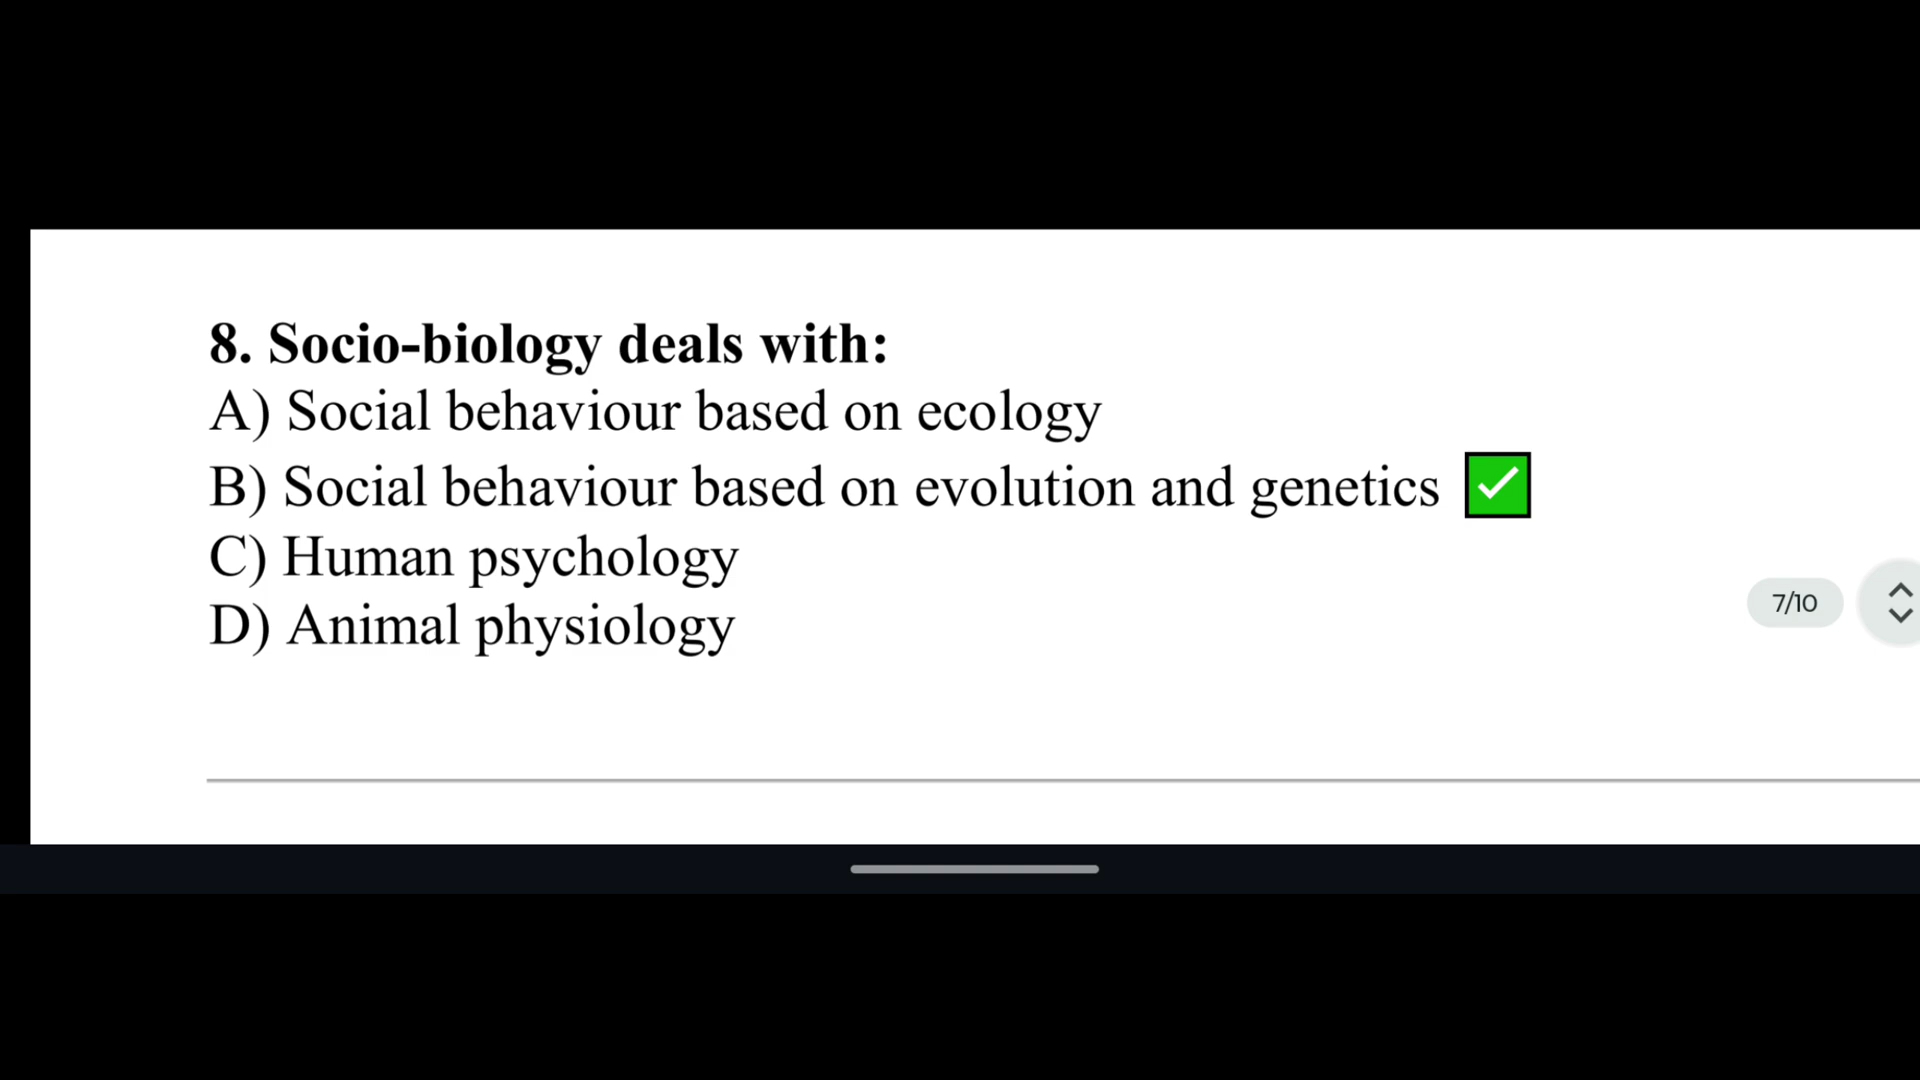 8. Socio-biology deals with:
A) Social behaviour based on ecology
B) Social behaviour based on evolution and genetics
C) Human psychology
D) Animal physiology
7/10